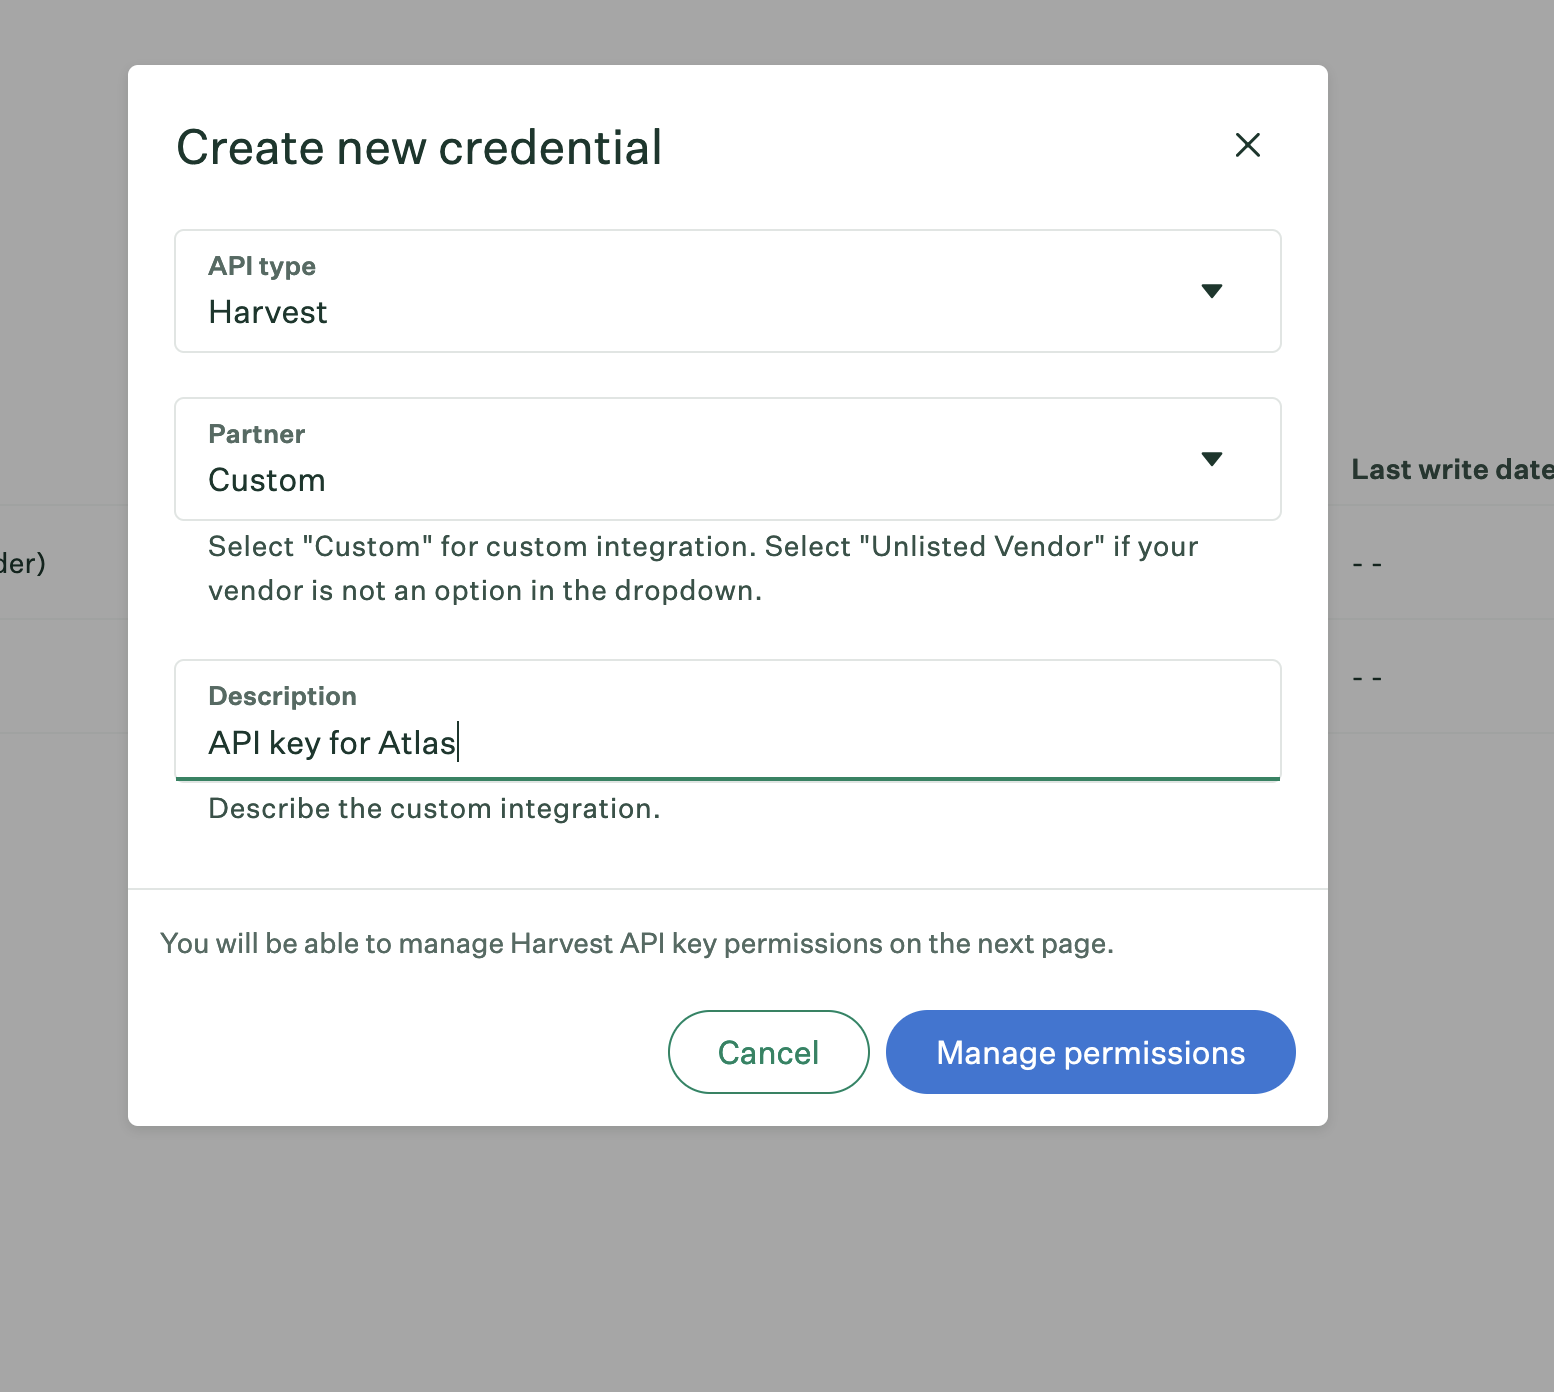 Create new credential
API type
Harvest
Partner
Custom
Select "Custom" for custom integration. Select "Unlisted Vendor" if your
vendor is not an option in the dropdown.
Last write date
der)
- -
- -
Description
API key for Atlas
Describe the custom integration.
You will be able to manage Harvest API key permissions on the next page.
Cancel
Manage permissions